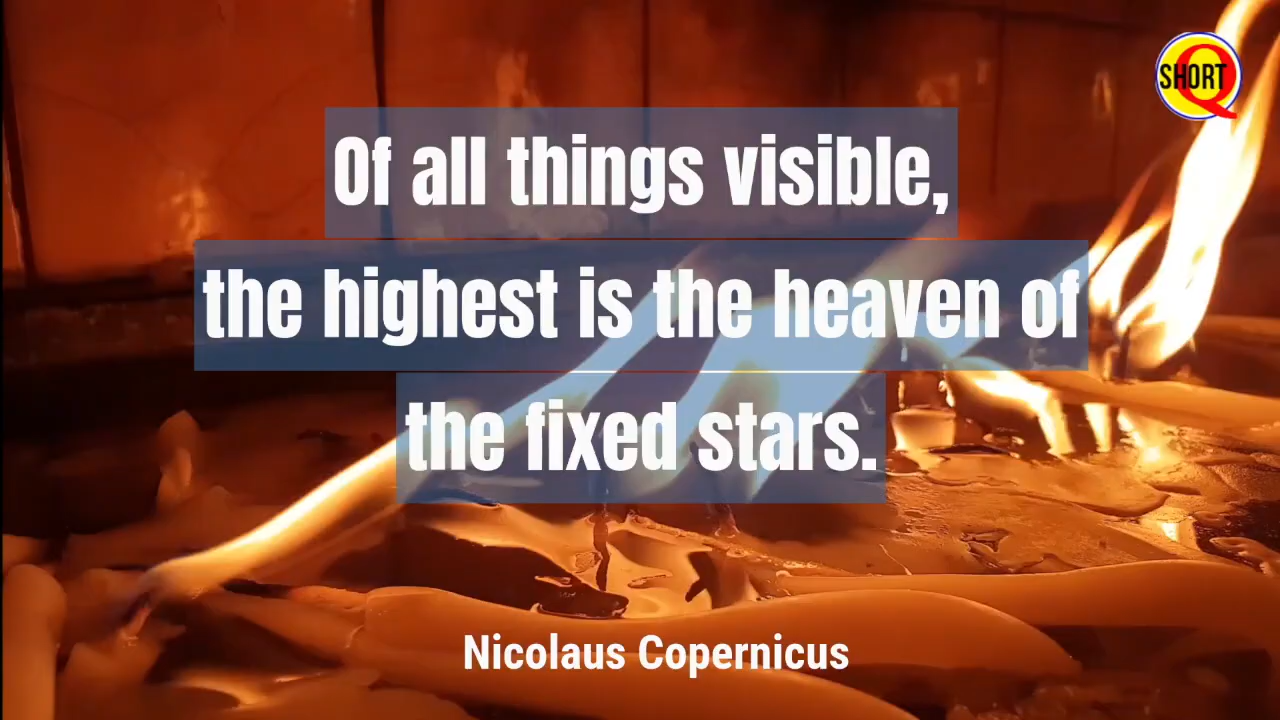 SHORT Q
Of all things visible,
the highest is the heaven of
the fixed stars.
Nicolaus Copernicus